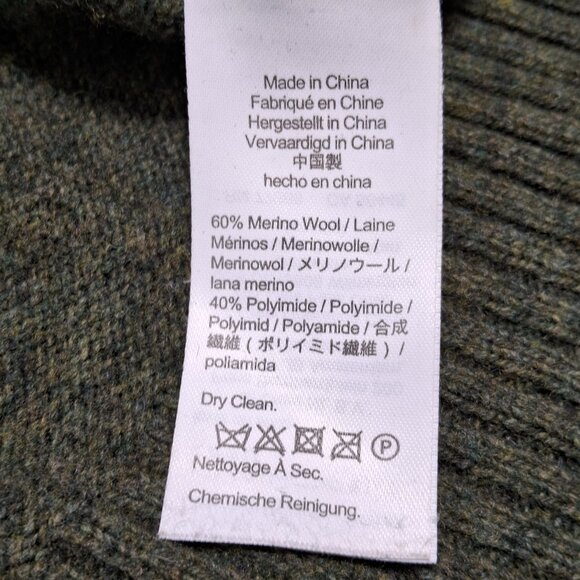 Made in China
Fabriqué en Chine
Hergestellt in China
Vervaardigd in China
中国製
hecho en china
60% Merino Wool / Laine
Mérinos / Merinowolle /
Merinowol / メリノウール /
lana merino
40% Polyimide / Polyimide /
Polyimid / Polyamide / 合成
繊維 ( ポリイミド繊維 ) /
poliamida
Dry Clean.
P
Nettoyage À Sec.
Chemische Reinigung.